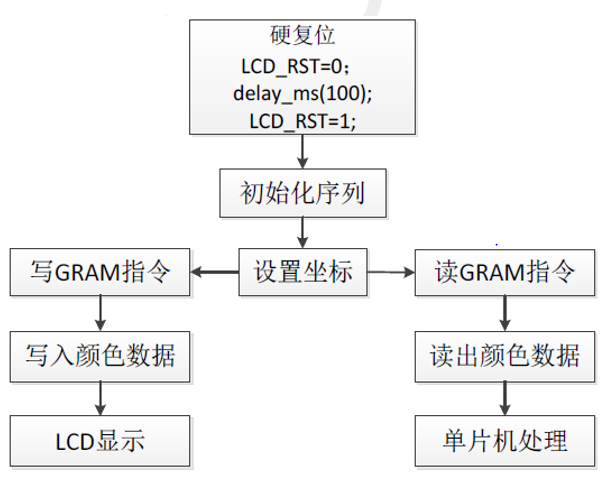 硬复位
LCD_RST=0；
delay_ms(100);
LCD_RST=1;
初始化序列
写GRAM指令
设置坐标
读GRAM指令
写入颜色数据
读出颜色数据
LCD显示
单片机处理